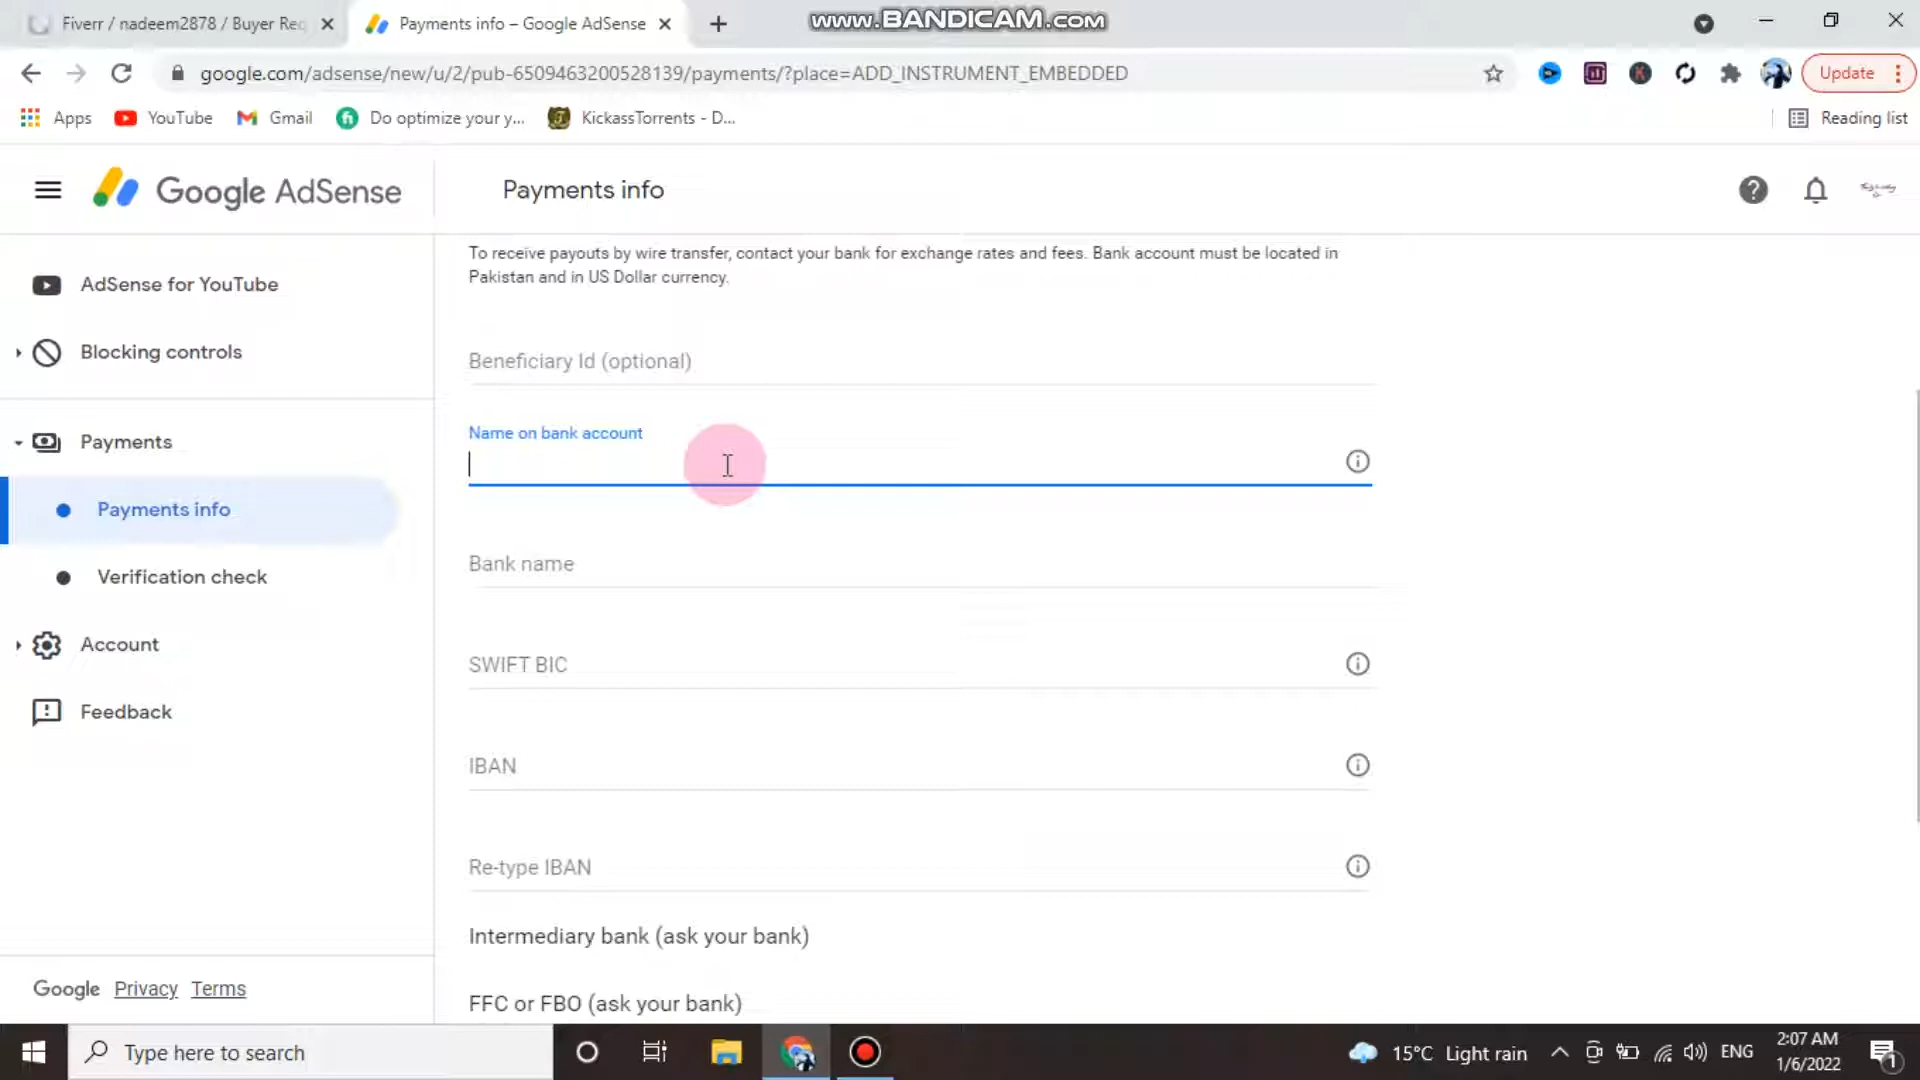 Fiverr / nadeem2878 / Buyer Req
Payments info – Google AdSense
www.BANDICAM.com
google.com/adsense/new/u/2/pub-6509463200528139/payments/?place=ADD_INSTRUMENT_EMBEDDED
Update
Apps
YouTube
Gmail
Do optimize your y...
KickassTorrents - D...
Reading list
Google AdSense
Payments info
To receive payouts by wire transfer, contact your bank for exchange rates and fees. Bank account must be located in
Pakistan and in US Dollar currency.
AdSense for YouTube
Blocking controls
Payments
Payments info
Verification check
Account
Feedback
Beneficiary Id (optional)
Name on bank account
Bank name
SWIFT BIC
IBAN
Re-type IBAN
Intermediary bank (ask your bank)
FFC or FBO (ask your bank)
Google Privacy Terms
Type here to search
15°C Light rain
ENG
2:07 AM
1/6/2022
1